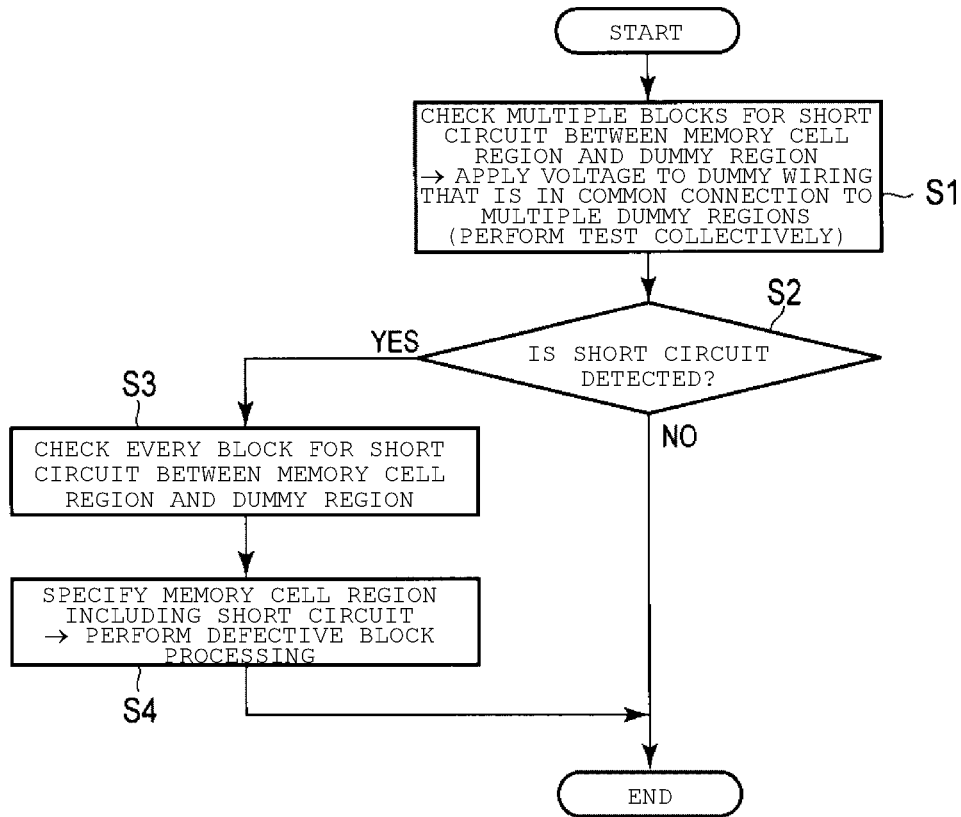 START
CHECK MULTIPLE BLOCKS FOR SHORT
CIRCUIT BETWEEN MEMORY CELL
REGION AND DUMMY REGION
→ APPLY VOLTAGE TO DUMMY WIRING
THAT IS IN COMMON CONNECTION TO
MULTIPLE DUMMY REGIONS
(PERFORM TEST COLLECTIVELY)
S1
S2
IS SHORT CIRCUIT
DETECTED?
YES
NO
S3
CHECK EVERY BLOCK FOR SHORT
CIRCUIT BETWEEN MEMORY CELL
REGION AND DUMMY REGION
SPECIFY MEMORY CELL REGION
INCLUDING SHORT CIRCUIT
→ PERFORM DEFECTIVE BLOCK
PROCESSING
S4
END